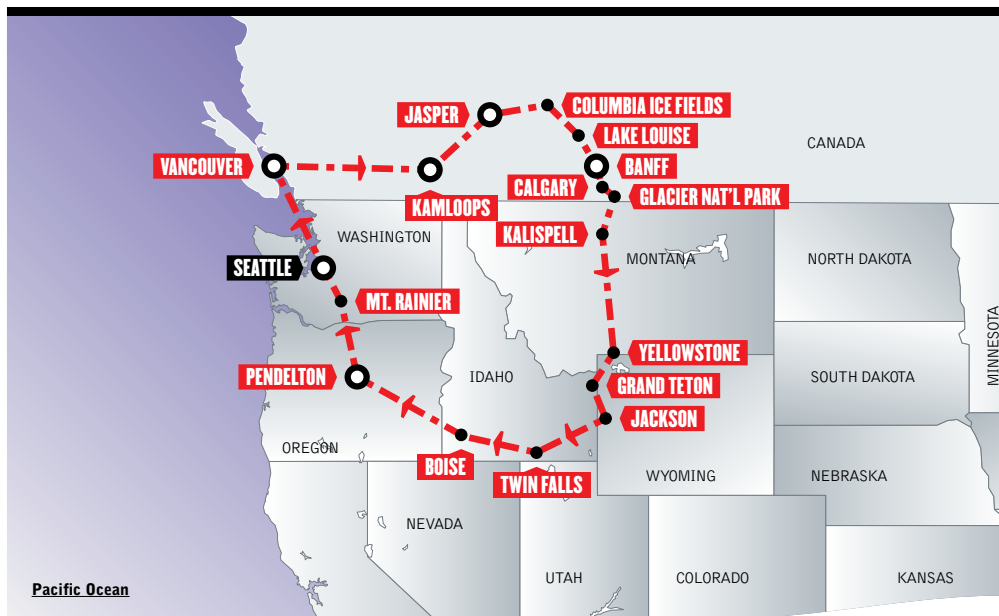 COLUMBIA ICE FIELDS
JASPER
LAKE LOUISE
CANADA
VANCOUVER
BANFF
CALGARY
GLACIER NAT'L PARK
KAMLOOPS
WASHINGTON
KALISPELL
MONTANA
NORTH DAKOTA
SEATTLE
MT. RAINIER
MINNESOTA
YELLOWSTONE
PENDELTON
IDAHO
GRAND TETON
SOUTH DAKOTA
JACKSON
OREGON
BOISE
TWIN FALLS
WYOMING
NEBRASKA
NEVADA
UTAH
COLORADO
KANSAS
Pacific Ocean